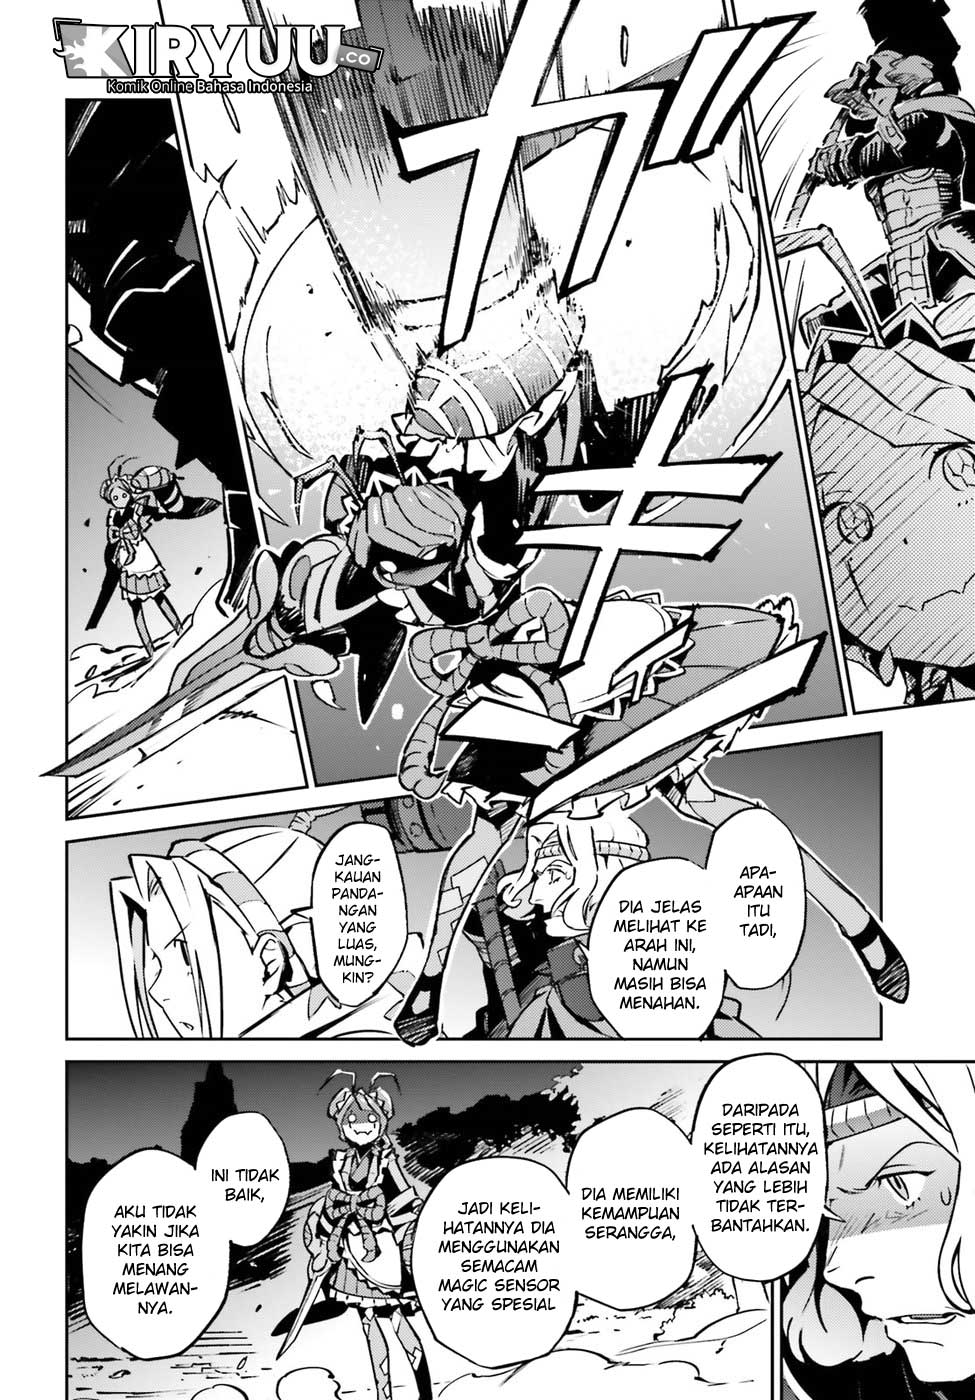 KIRYUU.CO
Komik Online Bahasa Indonesia
ガキィ
APA-
APAAN
ITU
TADI,
DIA JELAS
MELIHAT KE
ARAH INI,
NAMUN
MASIH BISA
MENAHAN.
JANG-
KAUAN
PANDA-
NGAN
YANG
LUAS,
MUNG-
KIN?
DARIPADA
SEPERTI ITU,
KELIHATANNYA
ADA ALASAN
YANG LEBIH
TIDAK TER-
BANTAHKAN.
DIA MEMILIKI
KEMAMPUAN
SERANGGA,
JADI KELI-
HATANNYA DIA
MENGGUNAKAN
SEMACAM
MAGIC SENSOR
YANG SPESIAL
INI TIDAK
BAIK,
AKU TIDAK
YAKIN JIKA
KITA BISA
MENANG
MELAWAN-
NYA.